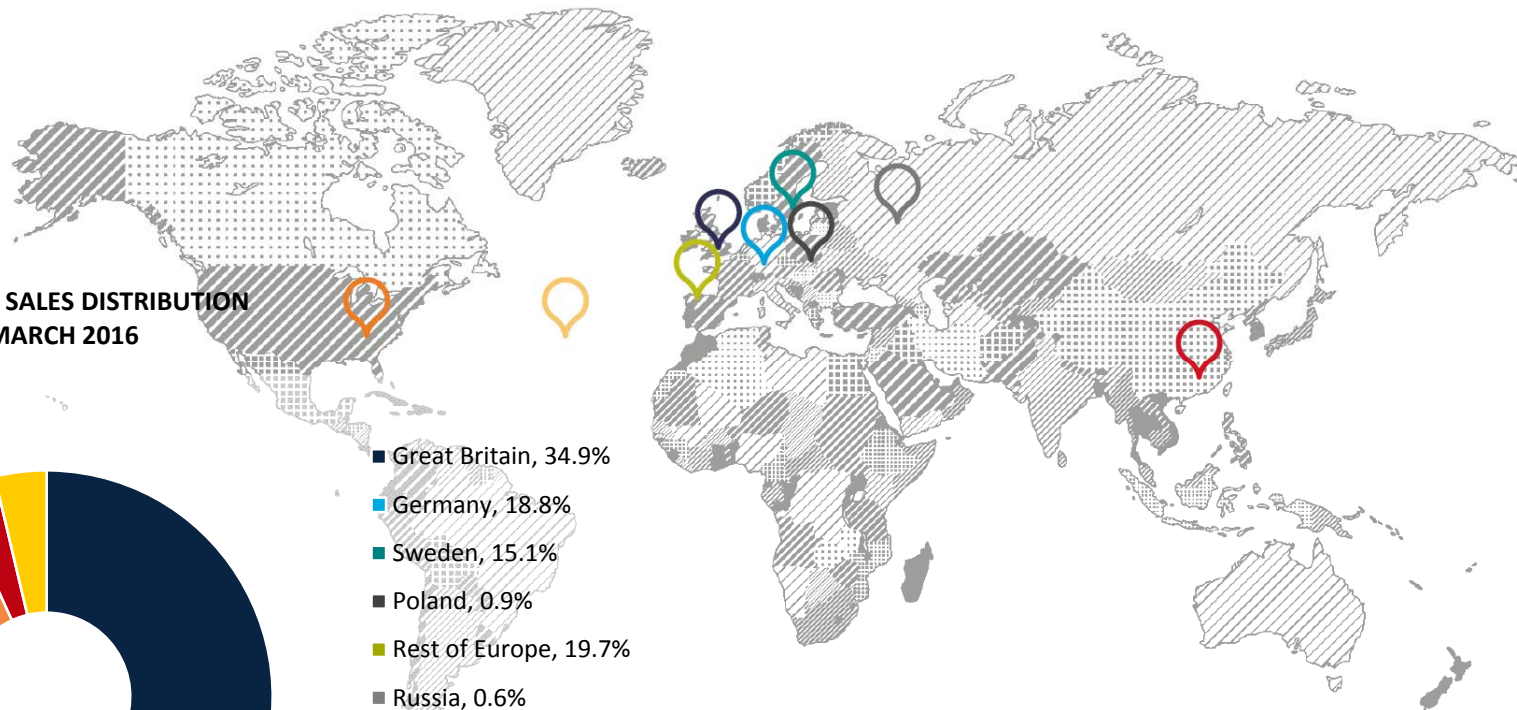 SALES DISTRIBUTION
MARCH 2016
Great Britain, 34.9%
Germany, 18.8%
Sweden, 15.1%
Poland, 0.9%
Rest of Europe, 19.7%
Russia, 0.6%